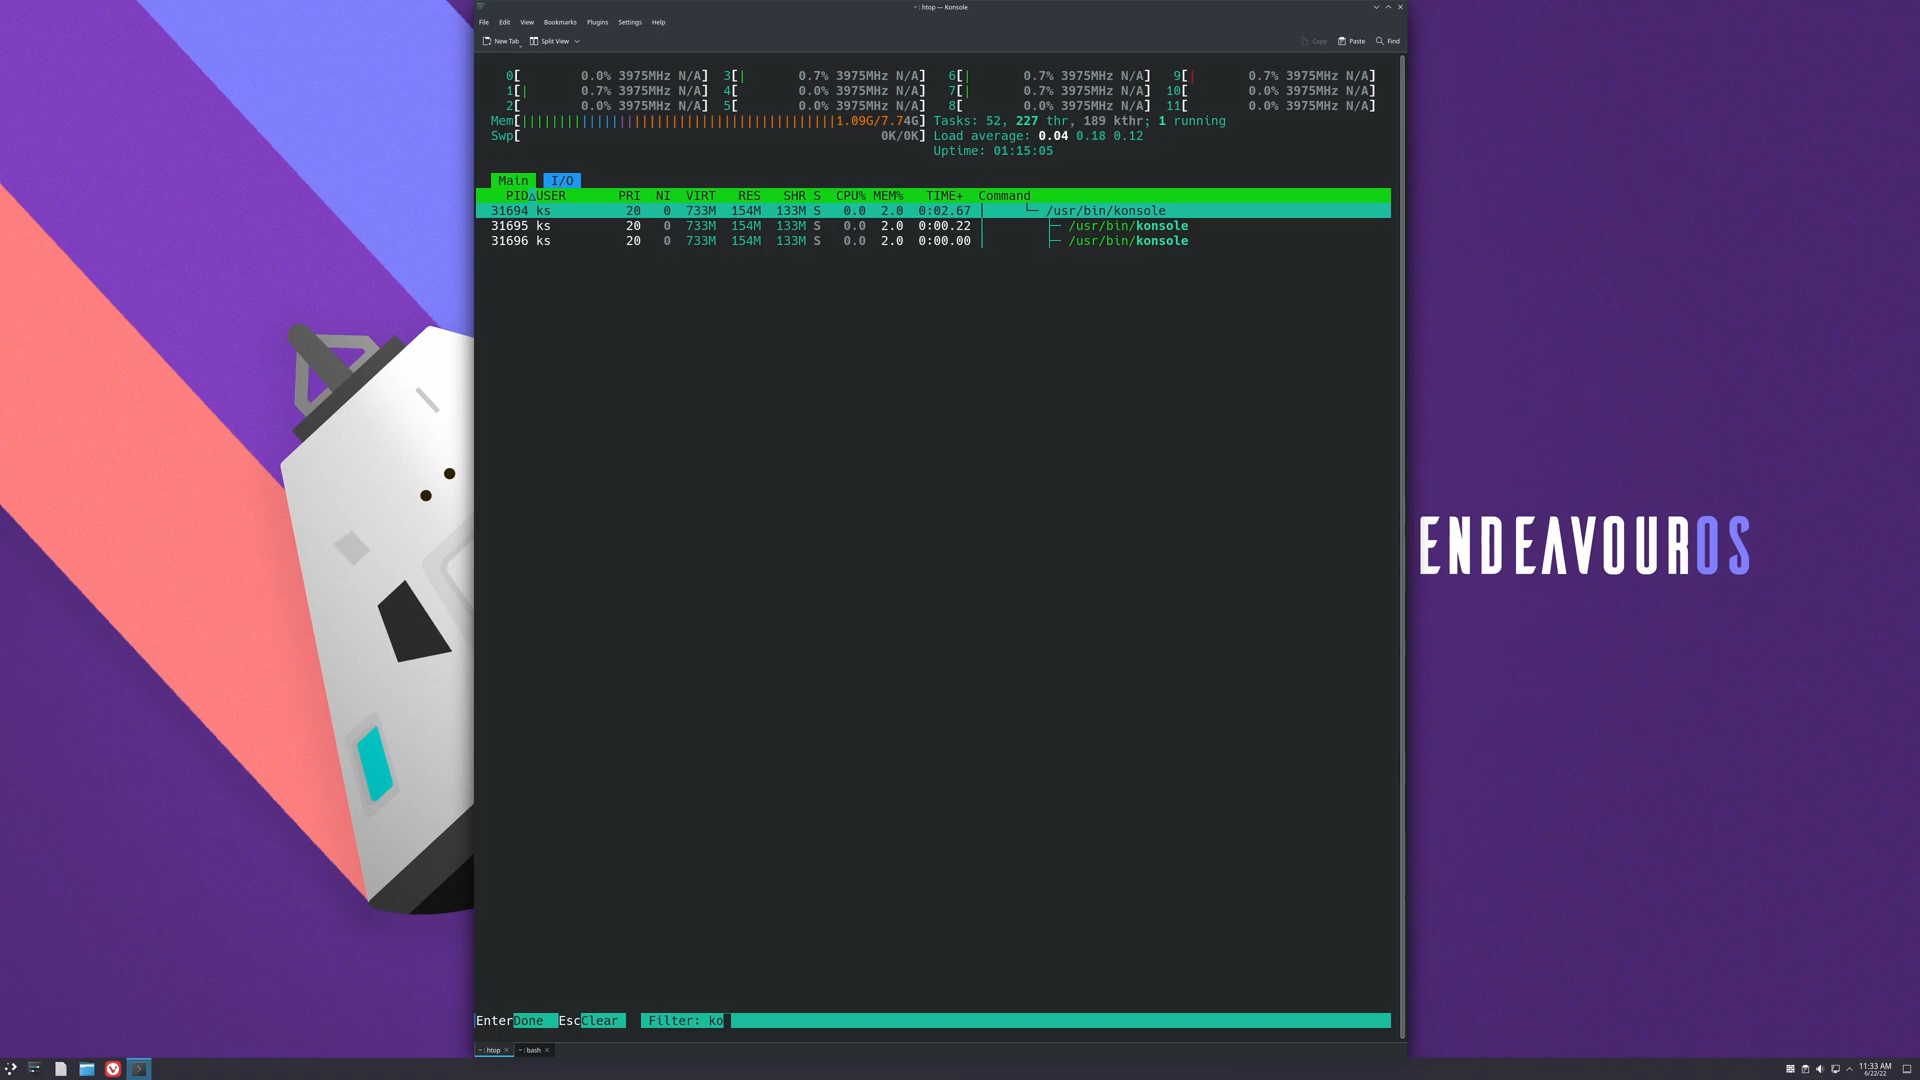 ~ : htop — Konsole
File Edit View Bookmarks Plugins Settings Help
New Tab Split View Copy Paste Find
0[ 0.0% 3975MHz N/A] 3[| 0.7% 3975MHz N/A] 6[| 0.7% 3975MHz N/A] 9[| 0.7% 3975MHz N/A]
1[| 0.7% 3975MHz N/A] 4[ 0.0% 3975MHz N/A] 7[| 0.7% 3975MHz N/A] 10[ 0.0% 3975MHz N/A]
2[ 0.0% 3975MHz N/A] 5[ 0.0% 3975MHz N/A] 8[ 0.0% 3975MHz N/A] 11[ 0.0% 3975MHz N/A]
Mem[||||||||||||||||||||||||||||||||||||||||||1.09G/7.74G] Tasks: 52, 227 thr, 189 kthr; 1 running
Swp[ 0K/0K] Load average: 0.04 0.18 0.12
Uptime: 01:15:05
Main I/O
PID△USER PRI NI VIRT RES SHR S CPU% MEM% TIME+ Command
31694 ks 20 0 733M 154M 133M S 0.0 2.0 0:02.67 │ └─ /usr/bin/konsole
31695 ks 20 0 733M 154M 133M S 0.0 2.0 0:00.22 │ ├─ /usr/bin/konsole
31696 ks 20 0 733M 154M 133M S 0.0 2.0 0:00.00 │ ├─ /usr/bin/konsole
ENDEAVOUROS
EnterDone EscClear Filter: ko
~ : htop ~ : bash
11:33 AM
6/22/22